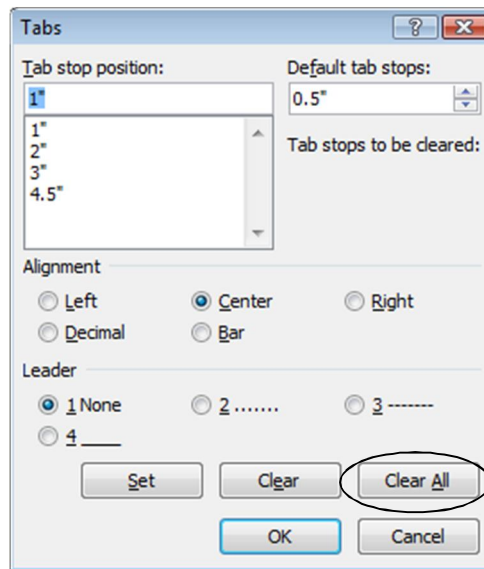 Tabs
Tab stop position:
Default tab stops:
1"
0.5"
1"
2"
3"
4.5"
Tab stops to be cleared:
Alignment
Left Center Right
Decimal Bar
Leader
1 None 2 ....... 3 -------
4 ___
Set Clear Clear All
OK Cancel